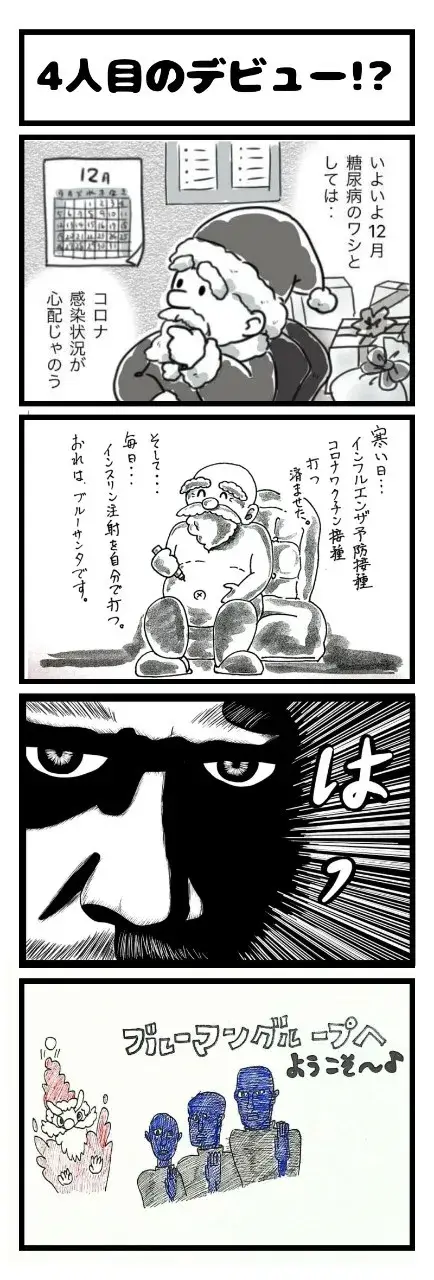 4人目のデビュー!?
12月
いよいよ12月
糖尿病のワシと
しては‥
コロナ
感染状況が
心配じゃのう
寒い日…
インフルエンザ予防接種
コロナワクチン接種
打つ
済ませた。
そして・・・
毎日…
インスリン注射を自分で打つ。
おれは、ブルーサンタです。
はっ
ブルーマングループへ
ようこそ〜♪